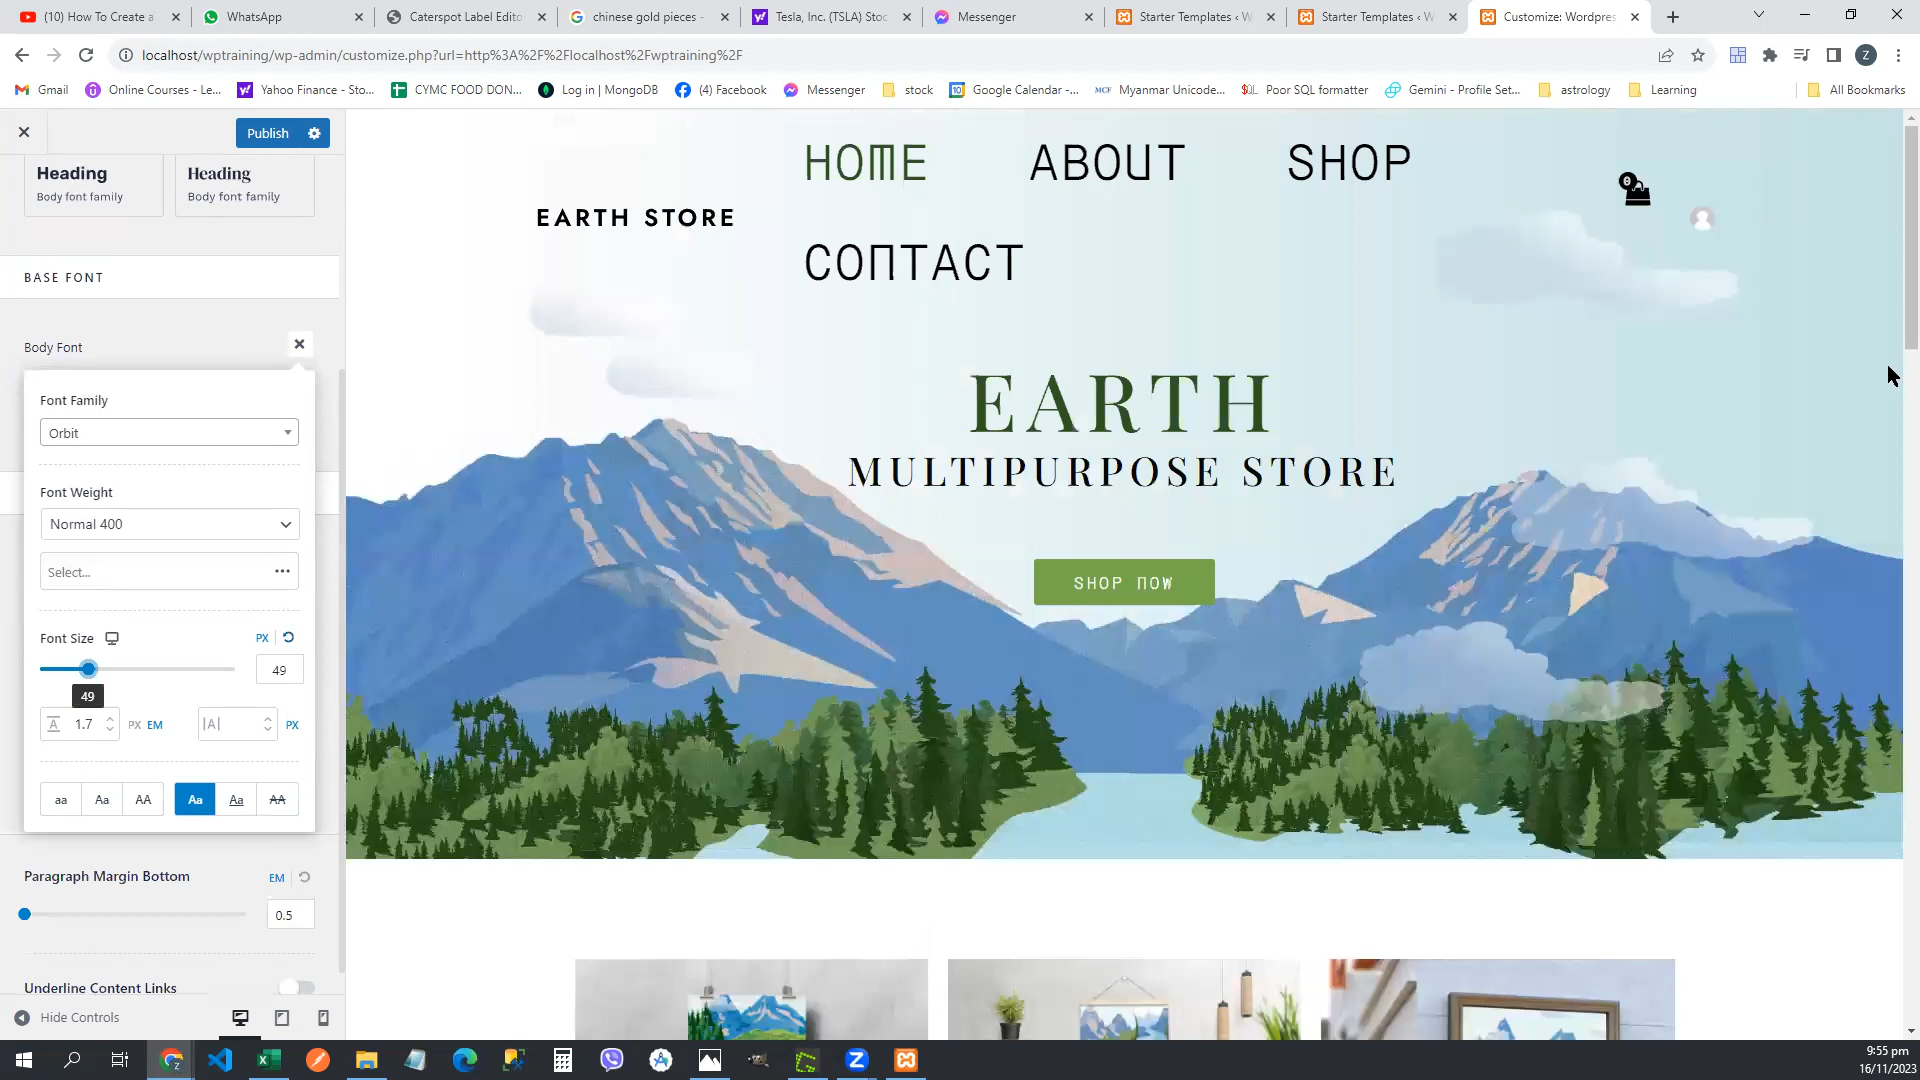 (10) How To Create a
WhatsApp
Caterspot Label Edito
chinese gold pieces -
Tesla, Inc. (TSLA) Stoc
Messenger
Starter Templates ‹ W
Starter Templates ‹ W
Customize: Wordpres
localhost/wptraining/wp-admin/customize.php?url=http%3A%2F%2Flocalhost%2Fwptraining%2F
Z
Gmail
Online Courses - Le...
Yahoo Finance - Sto...
CYMC FOOD DON...
Log in | MongoDB
(4) Facebook
Messenger
stock
Google Calendar -...
Myanmar Unicode...
Poor SQL formatter
Gemini - Profile Set...
astrology
Learning
All Bookmarks
Publish
Heading
Body font family
Heading
Body font family
BASE FONT
Body Font
Font Family
Orbit
Font Weight
Normal 400
Select...
Font Size
PX
49
49
1.7
PX EM
|A|
PX
aa
Aa
AA
Aa
Aa
AA
Paragraph Margin Bottom
EM
0.5
Underline Content Links
Hide Controls
HOME
ABOUT
SHOP
0
EARTH STORE
CONTACT
EARTH
MULTIPURPOSE STORE
SHOP NOW
9:55 pm
16/11/2023